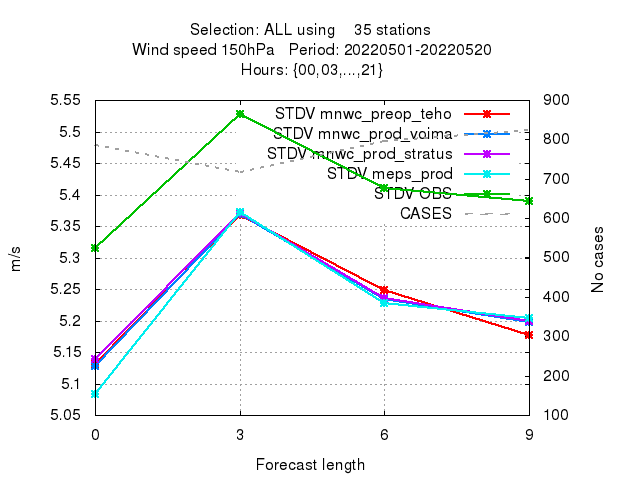 Selection: ALL using 35 stations
Wind speed 150hPa Period: 20220501-20220520
Hours: {00,03,...,21}
STDV mnwc_preop_teho
STDV mnwc_prod_voima
STDV mnwc_prod_stratus
STDV meps_prod
STDV OBS
CASES
5.55
5.5
5.45
5.4
5.35
5.3
5.25
5.2
5.15
5.1
5.05
m/s
900
800
700
600
500
400
300
200
100
No cases
0 3 6 9
Forecast length